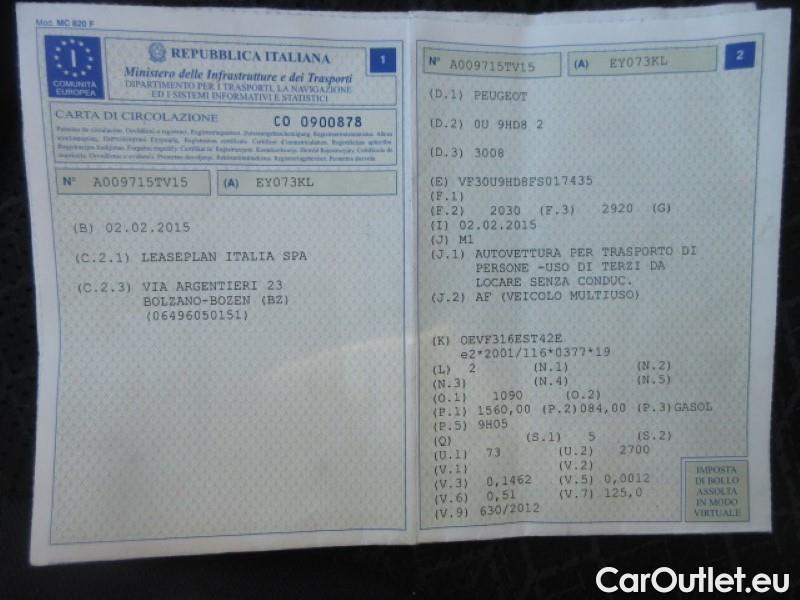 Mod. MC 820 F
I
COMUNITÀ
EUROPEA
REPUBBLICA ITALIANA
1
Ministero delle Infrastrutture e dei Trasporti
DIPARTIMENTO PER I TRASPORTI, LA NAVIGAZIONE
ED I SISTEMI INFORMATIVI E STATISTICI
CARTA DI CIRCOLAZIONE
CO 0900878
N° A009715TV15 (A) EY073KL
(B) 02.02.2015
(C.2.1) LEASEPLAN ITALIA SPA
(C.2.3) VIA ARGENTIERI 23
BOLZANO-BOZEN (BZ)
(06496050151)
N° A009715TV15 (A) EY073KL
2
(D.1) PEUGEOT
(D.2) 0U 9HD8 2
(D.3) 3008
(E) VF30U9HD8FS017435
(F.1)
(F.2) 2030 (F.3) 2920 (G)
(I) 02.02.2015
(J) M1
(J.1) AUTOVETTURA PER TRASPORTO DI
PERSONE -USO DI TERZI DA
LOCARE SENZA CONDUC.
(J.2) AF (VEICOLO MULTIUSO)
(K) OEVF316EST42E
e2*2001/116*0377*19
(L) 2 (N.1) (N.2)
(N.3) (N.4) (N.5)
(O.1) 1090 (O.2)
(P.1) 1560,00 (P.2)084,00 (P.3)GASOL
(P.5) 9H05
(Q) (S.1) 5 (S.2)
(U.1) 73 (U.2) 2700
(V.1) (V.2)
(V.3) 0,1462 (V.5) 0,0012
(V.6) 0,51 (V.7) 125,0
(V.9) 630/2012
IMPOSTA
DI BOLLO
ASSOLTA
IN MODO
VIRTUALE
CarOutlet.eu